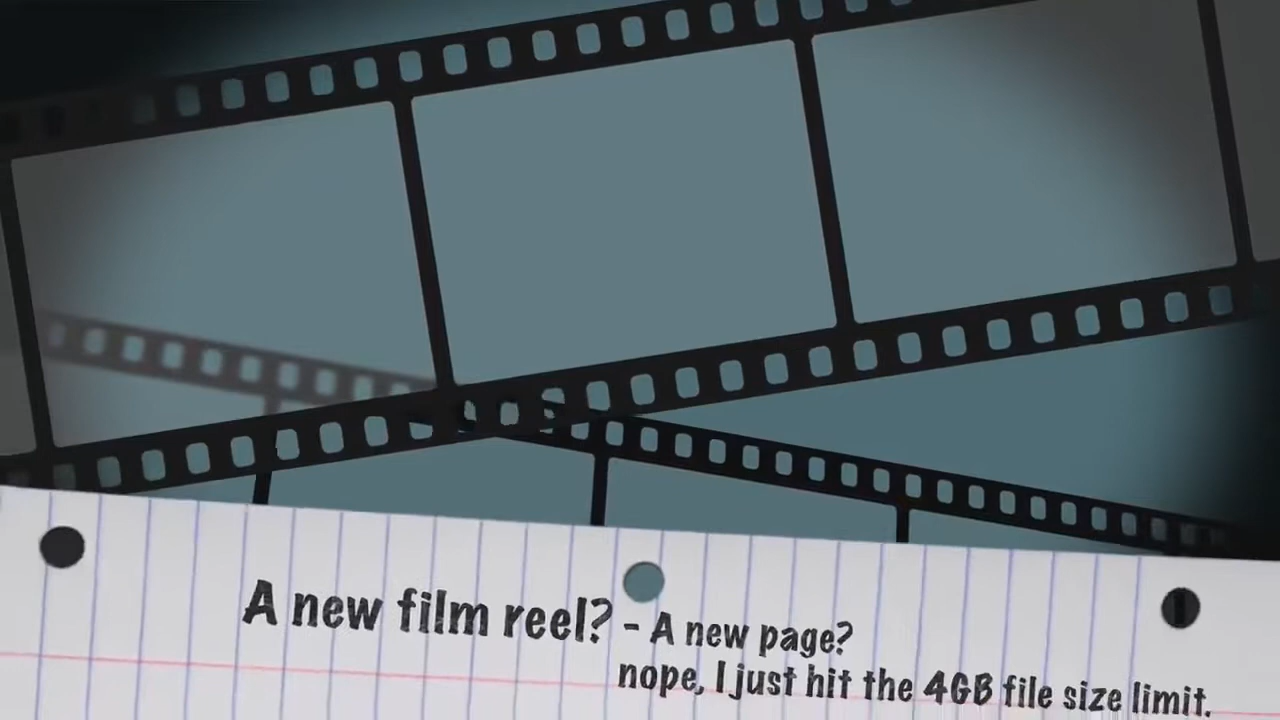 A new film reel? - A new page?
nope, I just hit the 4GB file size limit.